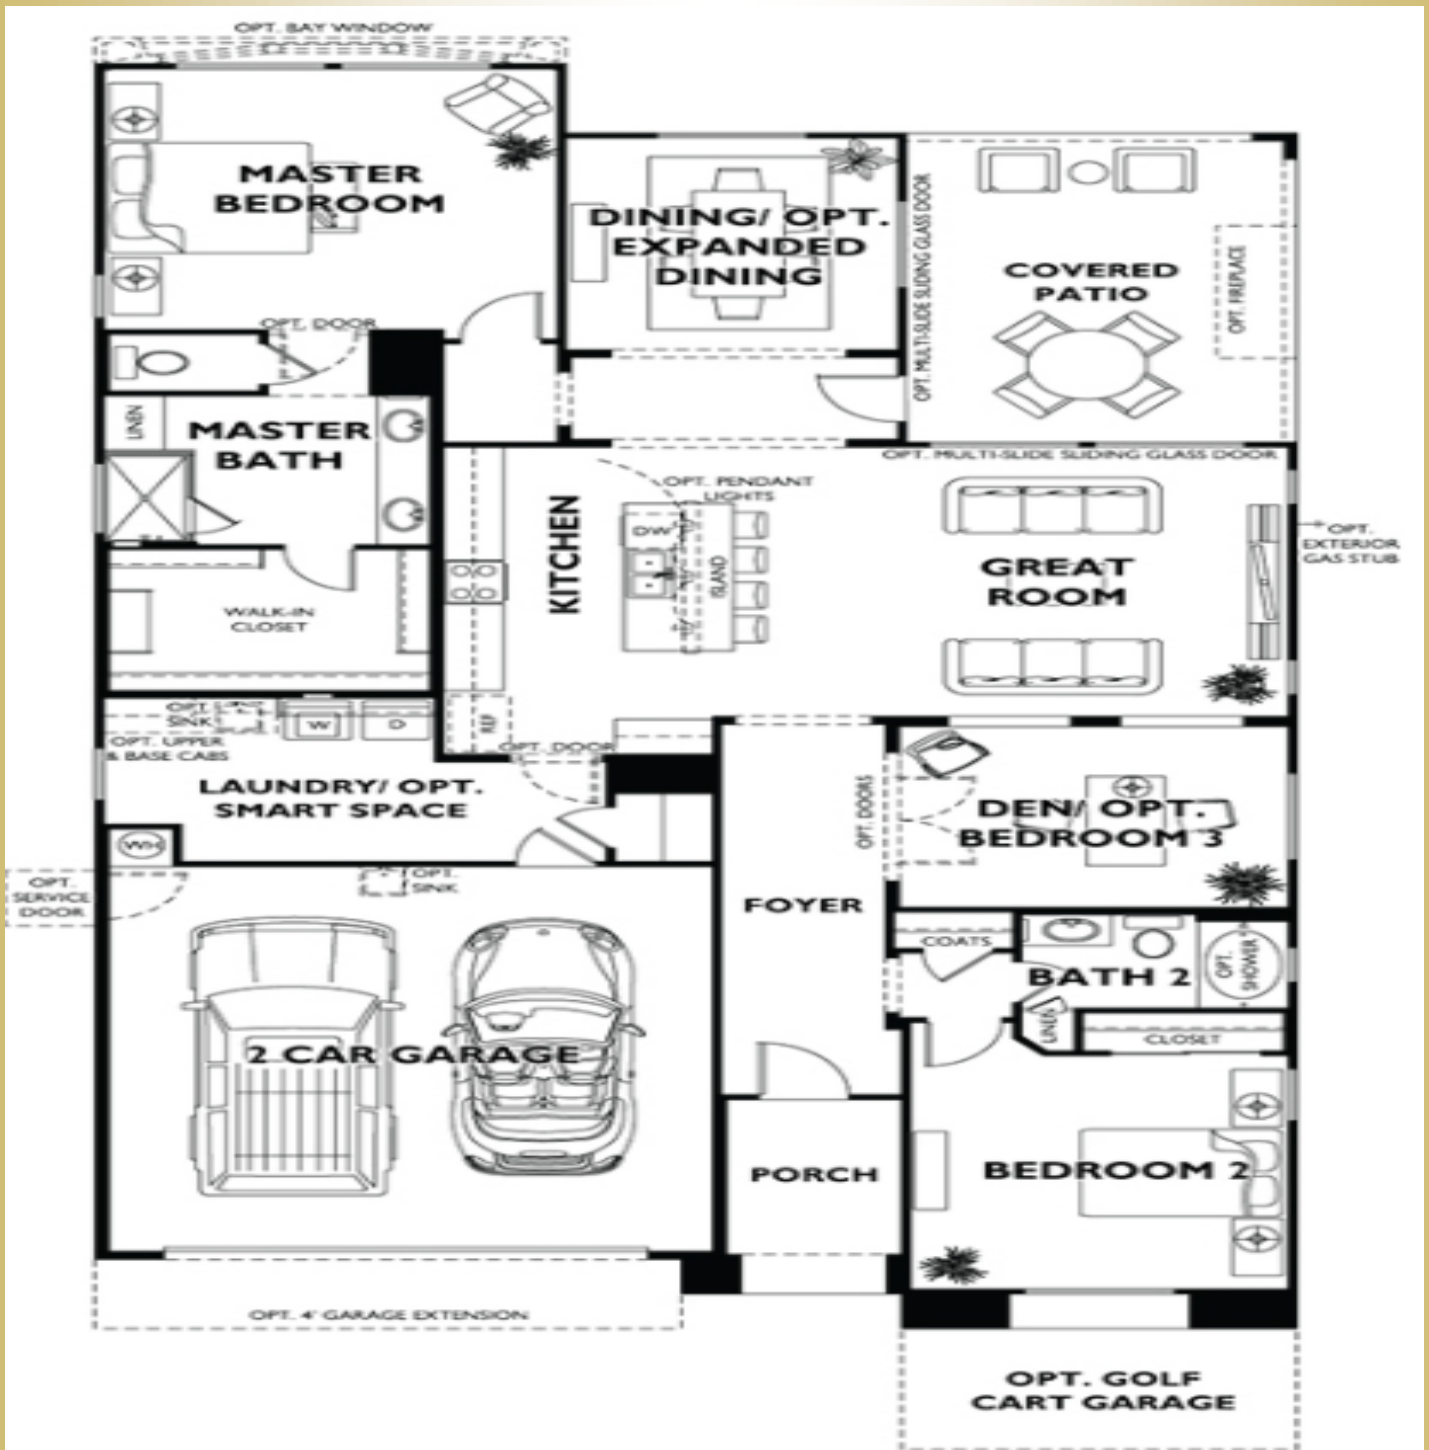 OPT. BAY WINDOW
MASTER
BEDROOM
DINING/ OPT.
EXPANDED
DINING
OPT. MULTI-SLIDE SLIDING GLASS DOOR
COVERED
PATIO
OPT. FIREPLACE
OPT. DOOR
LINEN
MASTER
BATH
OPT. MULTI-SLIDE SLIDING GLASS DOOR
OPT. PENDANT
LIGHTS
KITCHEN
DW
ISLAND
GREAT
ROOM
OPT.
EXTERIOR
GAS STUB
WALK-IN
CLOSET
OPT.
SINK
W
D
REF
OPT. UPPER
& BASE CABS
OPT. DOOR
LAUNDRY/ OPT.
SMART SPACE
OPT. DOORS
DEN/ OPT.
BEDROOM 3
WH
OPT.
SERVICE
DOOR
OPT.
SINK
FOYER
COATS
BATH 2
OPT.
SHOWER
LINEN
CLOSET
2 CAR GARAGE
PORCH
BEDROOM 2
OPT. 4' GARAGE EXTENSION
OPT. GOLF
CART GARAGE